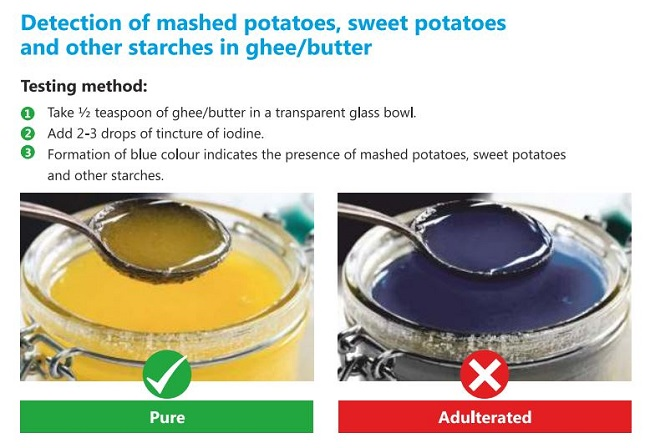 Detection of mashed potatoes, sweet potatoes
and other starches in ghee/butter
Testing method:
1 Take ½ teaspoon of ghee/butter in a transparent glass bowl.
2 Add 2-3 drops of tincture of iodine.
3 Formation of blue colour indicates the presence of mashed potatoes, sweet potatoes
and other starches.
Pure
Adulterated